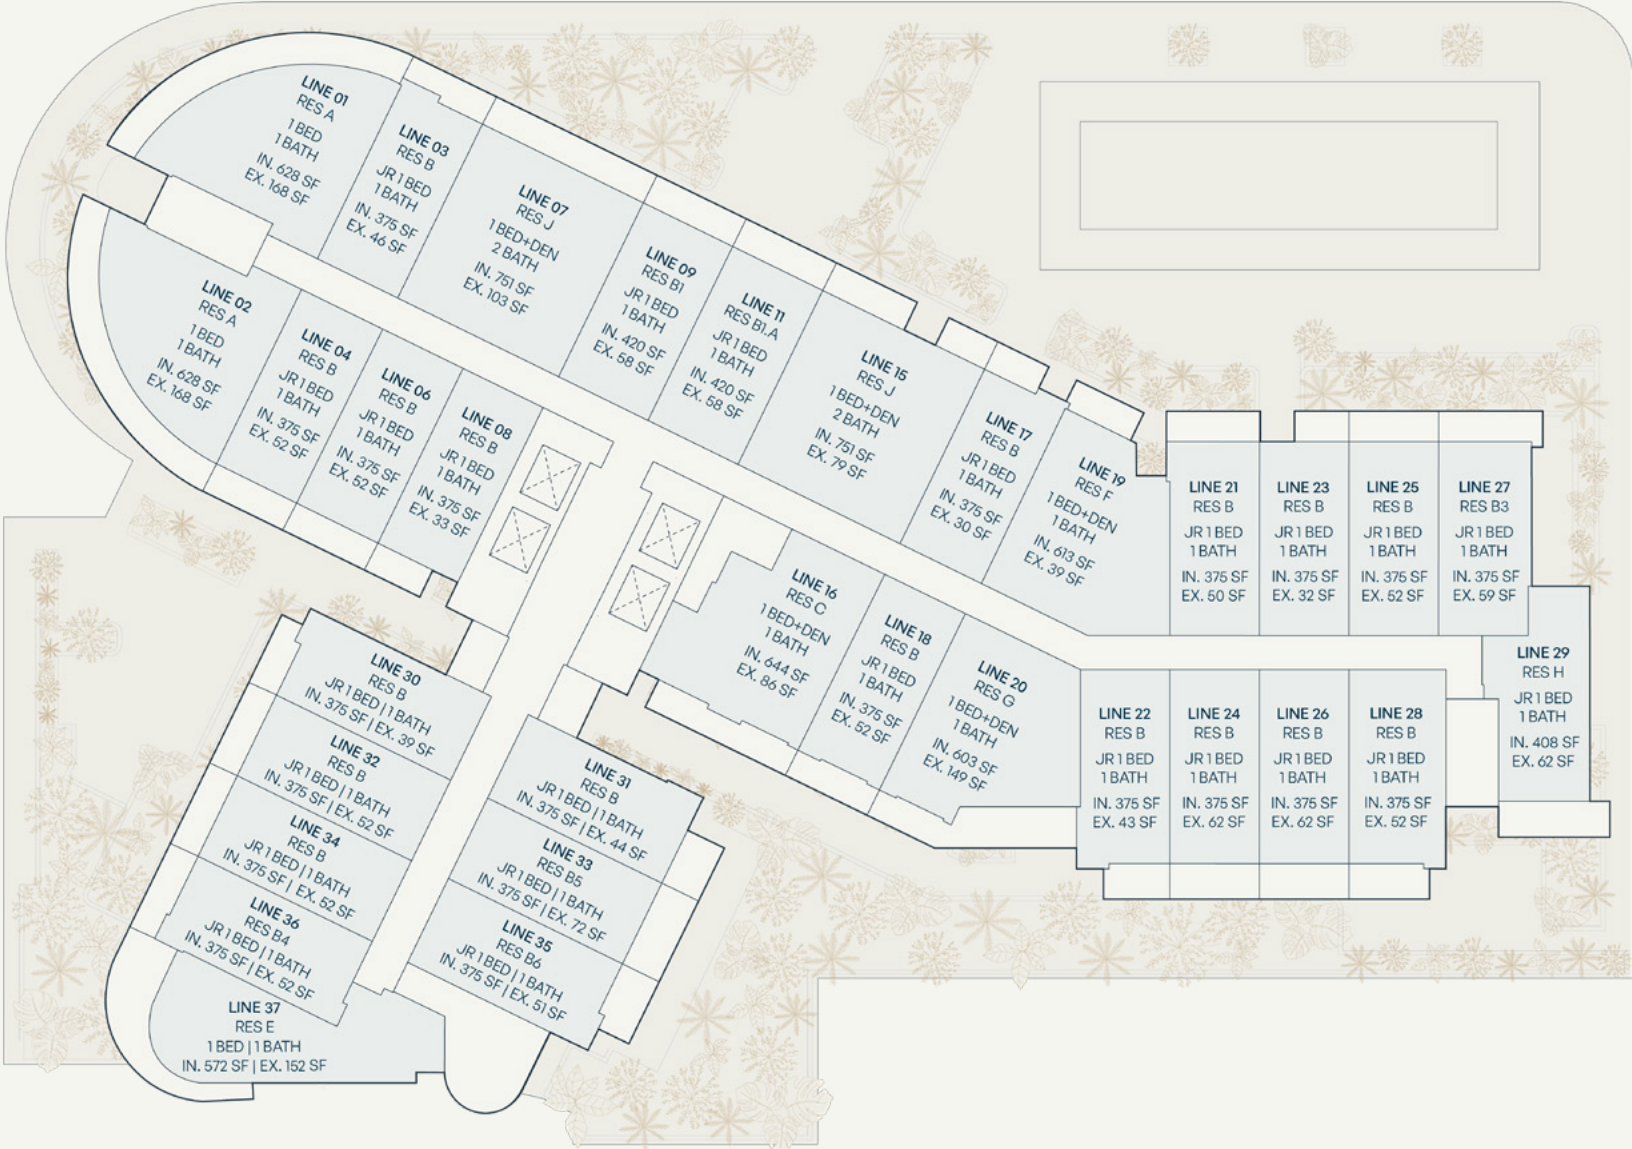 LINE 01
RES A
1 BED
1 BATH
IN. 628 SF
EX. 168 SF
LINE 03
RES B
JR 1 BED
1 BATH
IN. 375 SF
EX. 46 SF
LINE 07
RES J
1 BED+DEN
2 BATH
IN. 751 SF
EX. 103 SF
LINE 09
RES B1
JR 1 BED
1 BATH
IN. 420 SF
EX. 58 SF
LINE 11
RES B1.A
JR 1 BED
1 BATH
IN. 420 SF
EX. 58 SF
LINE 15
RES J
1 BED+DEN
2 BATH
IN. 751 SF
EX. 79 SF
LINE 17
RES B
JR 1 BED
1 BATH
IN. 375 SF
EX. 30 SF
LINE 19
RES F
1 BED+DEN
1 BATH
IN. 613 SF
EX. 39 SF
LINE 21
RES B
JR 1 BED
1 BATH
IN. 375 SF
EX. 50 SF
LINE 23
RES B
JR 1 BED
1 BATH
IN. 375 SF
EX. 32 SF
LINE 25
RES B
JR 1 BED
1 BATH
IN. 375 SF
EX. 52 SF
LINE 27
RES B3
JR 1 BED
1 BATH
IN. 375 SF
EX. 59 SF
LINE 29
RES H
JR 1 BED
1 BATH
IN. 408 SF
EX. 62 SF
LINE 02
RES A
1 BED
1 BATH
IN. 628 SF
EX. 168 SF
LINE 04
RES B
JR 1 BED
1 BATH
IN. 375 SF
EX. 52 SF
LINE 06
RES B
JR 1 BED
1 BATH
IN. 375 SF
EX. 52 SF
LINE 08
RES B
JR 1 BED
1 BATH
IN. 375 SF
EX. 33 SF
LINE 16
RES C
1 BED+DEN
1 BATH
IN. 644 SF
EX. 86 SF
LINE 18
RES B
JR 1 BED
1 BATH
IN. 375 SF
EX. 52 SF
LINE 20
RES G
1 BED+DEN
1 BATH
IN. 603 SF
EX. 149 SF
LINE 22
RES B
JR 1 BED
1 BATH
IN. 375 SF
EX. 43 SF
LINE 24
RES B
JR 1 BED
1 BATH
IN. 375 SF
EX. 62 SF
LINE 26
RES B
JR 1 BED
1 BATH
IN. 375 SF
EX. 62 SF
LINE 28
RES B
JR 1 BED
1 BATH
IN. 375 SF
EX. 52 SF
LINE 30
RES B
JR 1 BED | 1 BATH
IN. 375 SF | EX. 39 SF
LINE 32
RES B
JR 1 BED | 1 BATH
IN. 375 SF | EX. 52 SF
LINE 34
RES B
JR 1 BED | 1 BATH
IN. 375 SF | EX. 52 SF
LINE 36
RES B4
JR 1 BED | 1 BATH
IN. 375 SF | EX. 52 SF
LINE 37
RES E
1 BED | 1 BATH
IN. 572 SF | EX. 152 SF
LINE 31
RES B
JR 1 BED | 1 BATH
IN. 375 SF | EX. 44 SF
LINE 33
RES B5
JR 1 BED | 1 BATH
IN. 375 SF | EX. 72 SF
LINE 35
RES B6
JR 1 BED | 1 BATH
IN. 375 SF | EX. 51 SF